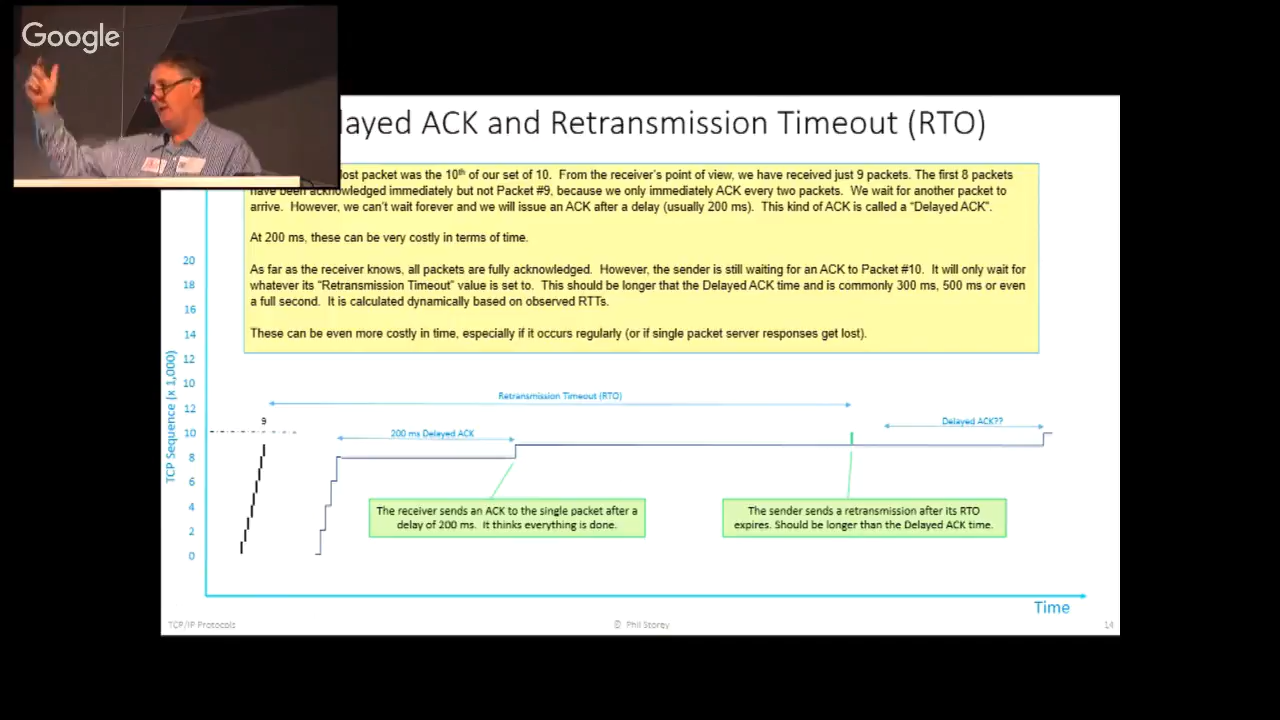 Google
layed ACK and Retransmission Timeout (RTO)
lost packet was the 10th of our set of 10. From the receiver's point of view, we have received just 9 packets. The first 8 packets
have been acknowledged immediately but not Packet #9, because we only immediately ACK every two packets. We wait for another packet to
arrive. However, we can't wait forever and we will issue an ACK after a delay (usually 200 ms). This kind of ACK is called a "Delayed ACK".
At 200 ms, these can be very costly in terms of time.
As far as the receiver knows, all packets are fully acknowledged. However, the sender is still waiting for an ACK to Packet #10. It will only wait for
whatever its "Retransmission Timeout" value is set to. This should be longer that the Delayed ACK time and is commonly 300 ms, 500 ms or even
a full second. It is calculated dynamically based on observed RTTs.
These can be even more costly in time, especially if it occurs regularly (or if single packet server responses get lost).
20
18
16
14
12
10
12
10
8
6
4
2
0
TCP Sequence (x 1,000)
Retransmission Timeout (RTO)
9
200 ms Delayed ACK
Delayed ACK??
The receiver sends an ACK to the single packet after a
delay of 200 ms. It thinks everything is done.
The sender sends a retransmission after its RTO
expires. Should be longer than the Delayed ACK time.
Time
TCP/IP Protocols
© Phil Storey
14